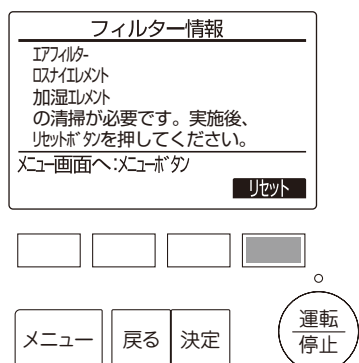 フィルター情報
エアフィルター
ロスナイエレメント
加湿エレメント
の清掃が必要です。実施後、
リセットボタンを押してください。
メニュー画面へ:メニューボタン
リセット
メニュー 戻る 決定
運転
停止